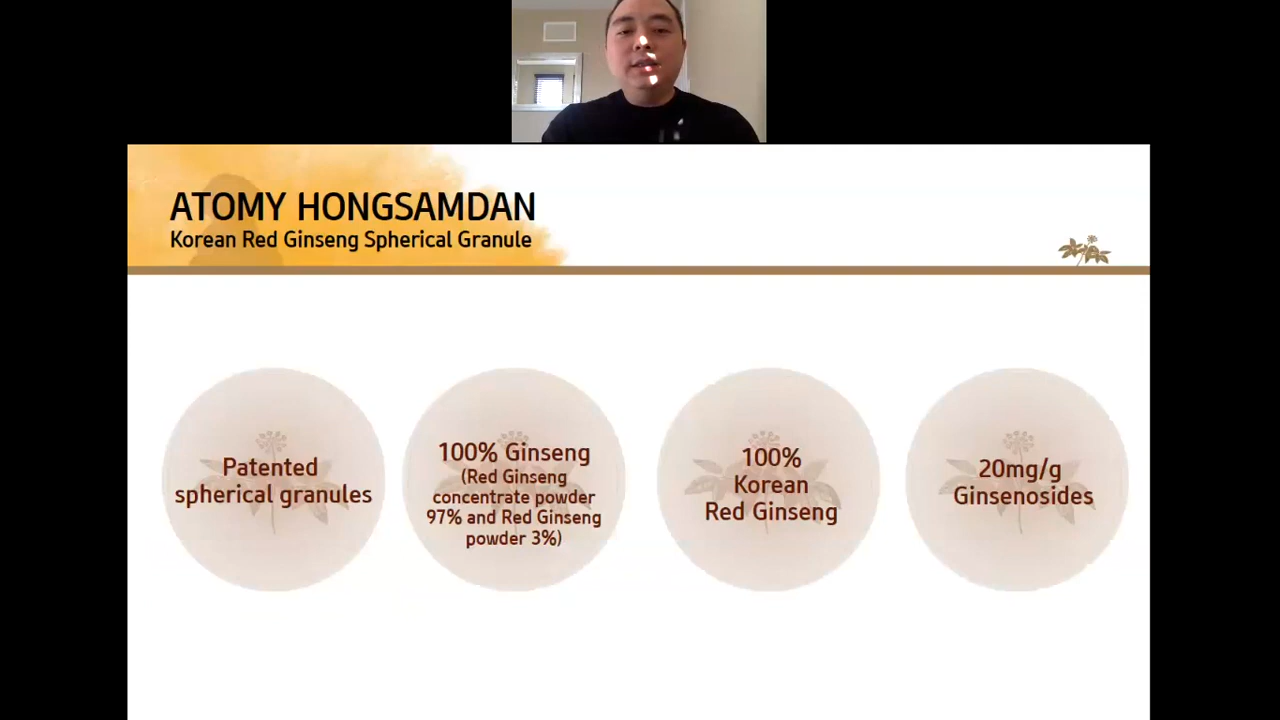 ATOMY HONGSAMDAN
Korean Red Ginseng Spherical Granule
Patented
spherical granules
100% Ginseng
(Red Ginseng
concentrate powder
97% and Red Ginseng
powder 3%)
100%
Korean
Red Ginseng
20mg/g
Ginsenosides